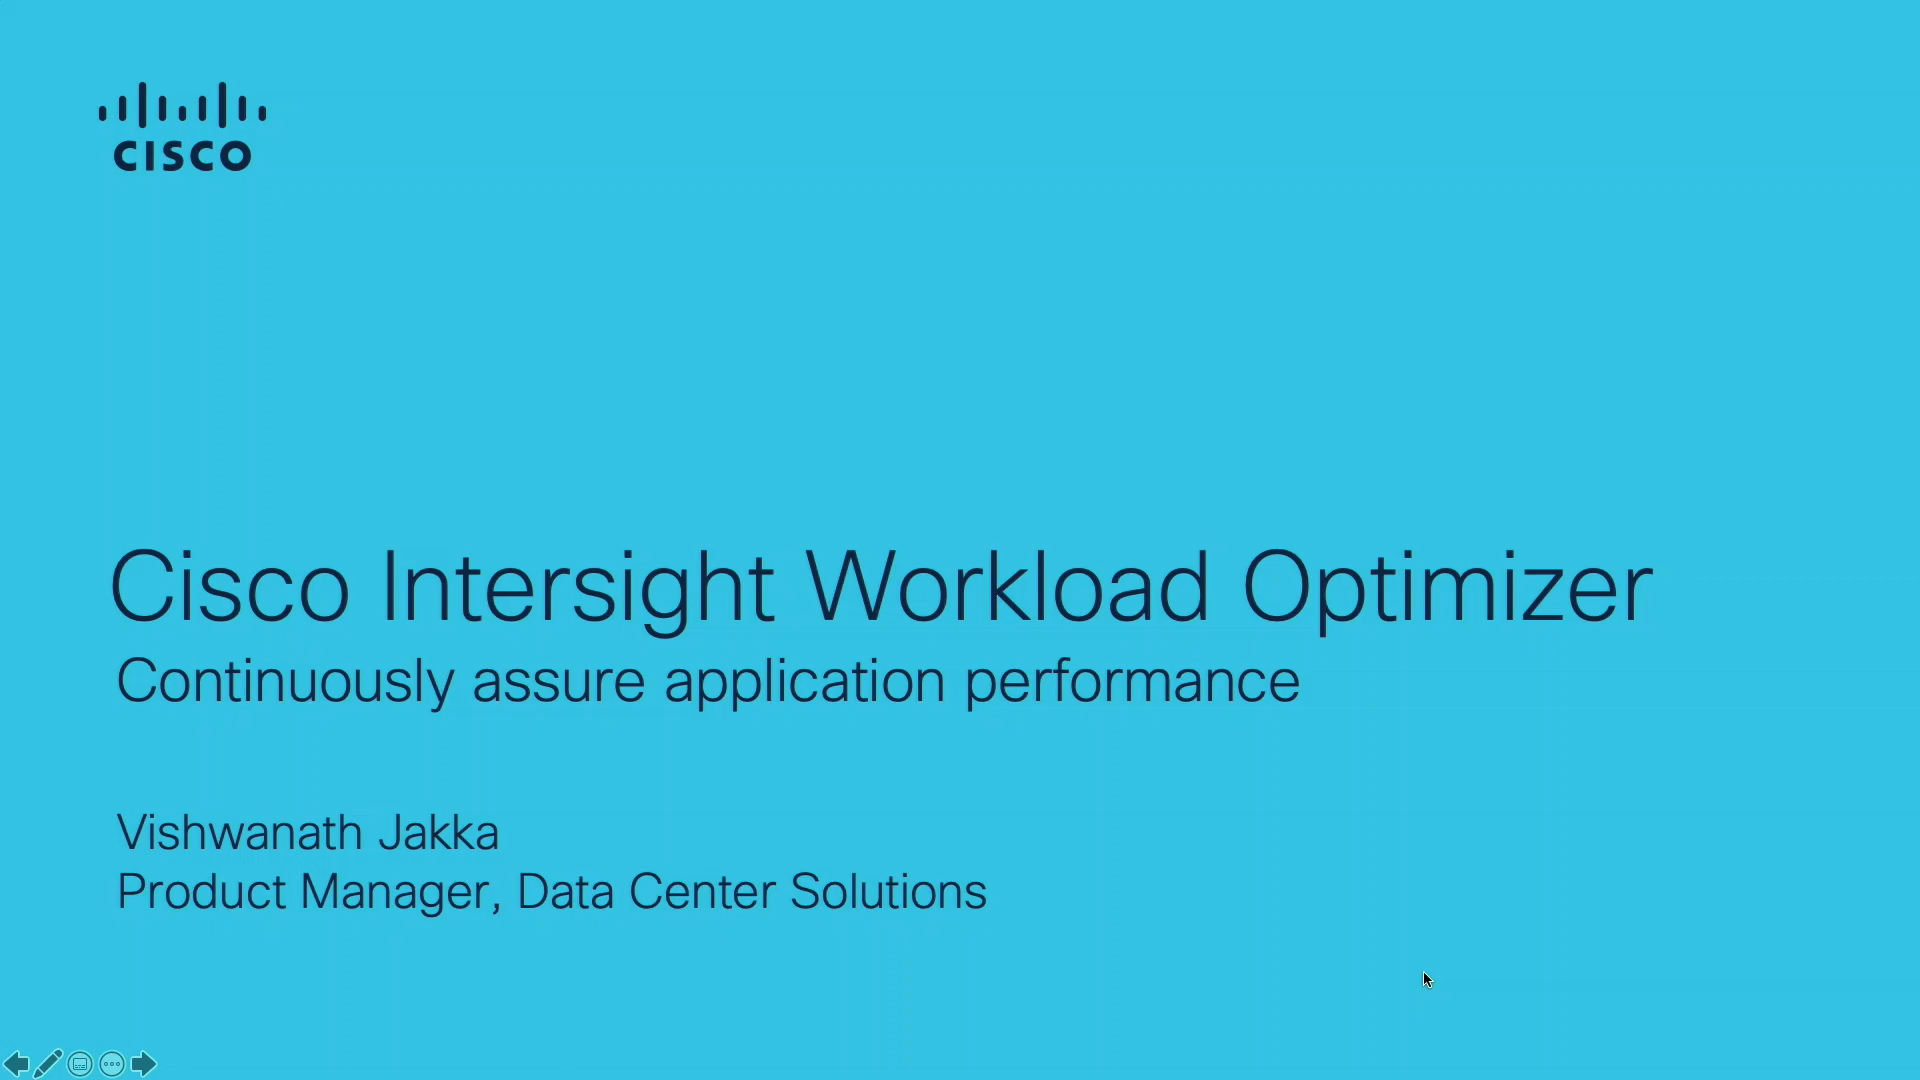 CISCO
Cisco Intersight Workload Optimizer
Continuously assure application performance
Vishwanath Jakka
Product Manager, Data Center Solutions